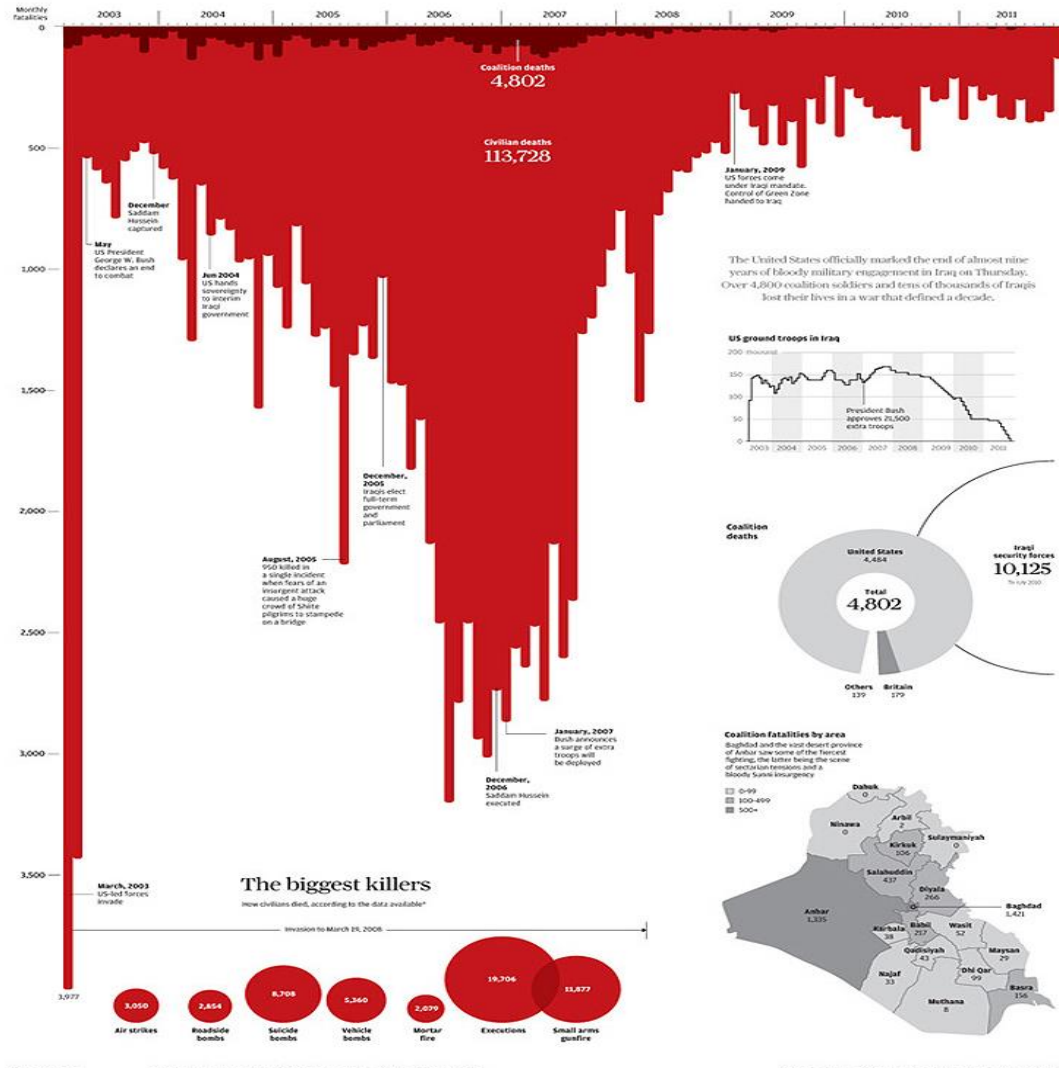 Monthly
fatalities
2003 2004 2005 2006 2007 2008 2009 2010 2011
0
500
1,000
1,500
2,000
2,500
3,000
3,500
Coalition deaths
4,802
Civilian deaths
113,728
May
US President
George W. Bush
declares an end
to combat
December
Saddam
Hussein
captured
Jun 2004
US hands
sovereignty
to interim
Iraqi
government
August, 2005
950 killed in
a single incident
when fears of an
insurgent attack
caused a huge
crowd of Shiite
pilgrims to stampede
on a bridge
December,
2005
Iraqis elect
full-term
government
and
parliament
December,
2006
Saddam Hussein
executed
January, 2007
Bush announces
a surge of extra
troops will
be deployed
January, 2009
US forces come
under Iraqi mandate.
Control of Green Zone
handed to Iraq
March, 2003
US-led forces
invade
3,977
The United States officially marked the end of almost nine
years of bloody military engagement in Iraq on Thursday.
Over 4,800 coalition soldiers and tens of thousands of Iraqis
lost their lives in a war that defined a decade.
US ground troops in Iraq
200 thousand
150
100
50
0
President Bush
approves 21,500
extra troops
2003 2004 2005 2006 2007 2008 2009 2010 2011
Coalition
deaths
United States
4,484
Total
4,802
Others
139
Britain
179
Iraqi
security forces
10,125
To July 2010
Coalition fatalities by area
Baghdad and the vast desert province
of Anbar saw some of the fiercest
fighting, the latter being the scene
of sectarian tensions and a
bloody Sunni insurgency
0-99
100-499
500+
Dahuk
0
Ninawa
0
Arbil
2
Sulaymaniyah
0
Kirkuk
106
Salahuddin
437
Diyala
266
Anbar
1,335
Baghdad
1,421
Karbala
38
Babil
217
Wasit
52
Qadisiyah
43
Maysan
29
Najaf
33
Dhi Qar
99
Basra
156
Muthana
8
The biggest killers
How civilians died, according to the data available*
Invasion to March 19, 2008
3,050
Air strikes
2,854
Roadside
bombs
8,708
Suicide
bombs
5,360
Vehicle
bombs
2,079
Mortar
fire
19,706
Executions
11,877
Small arms
gunfire